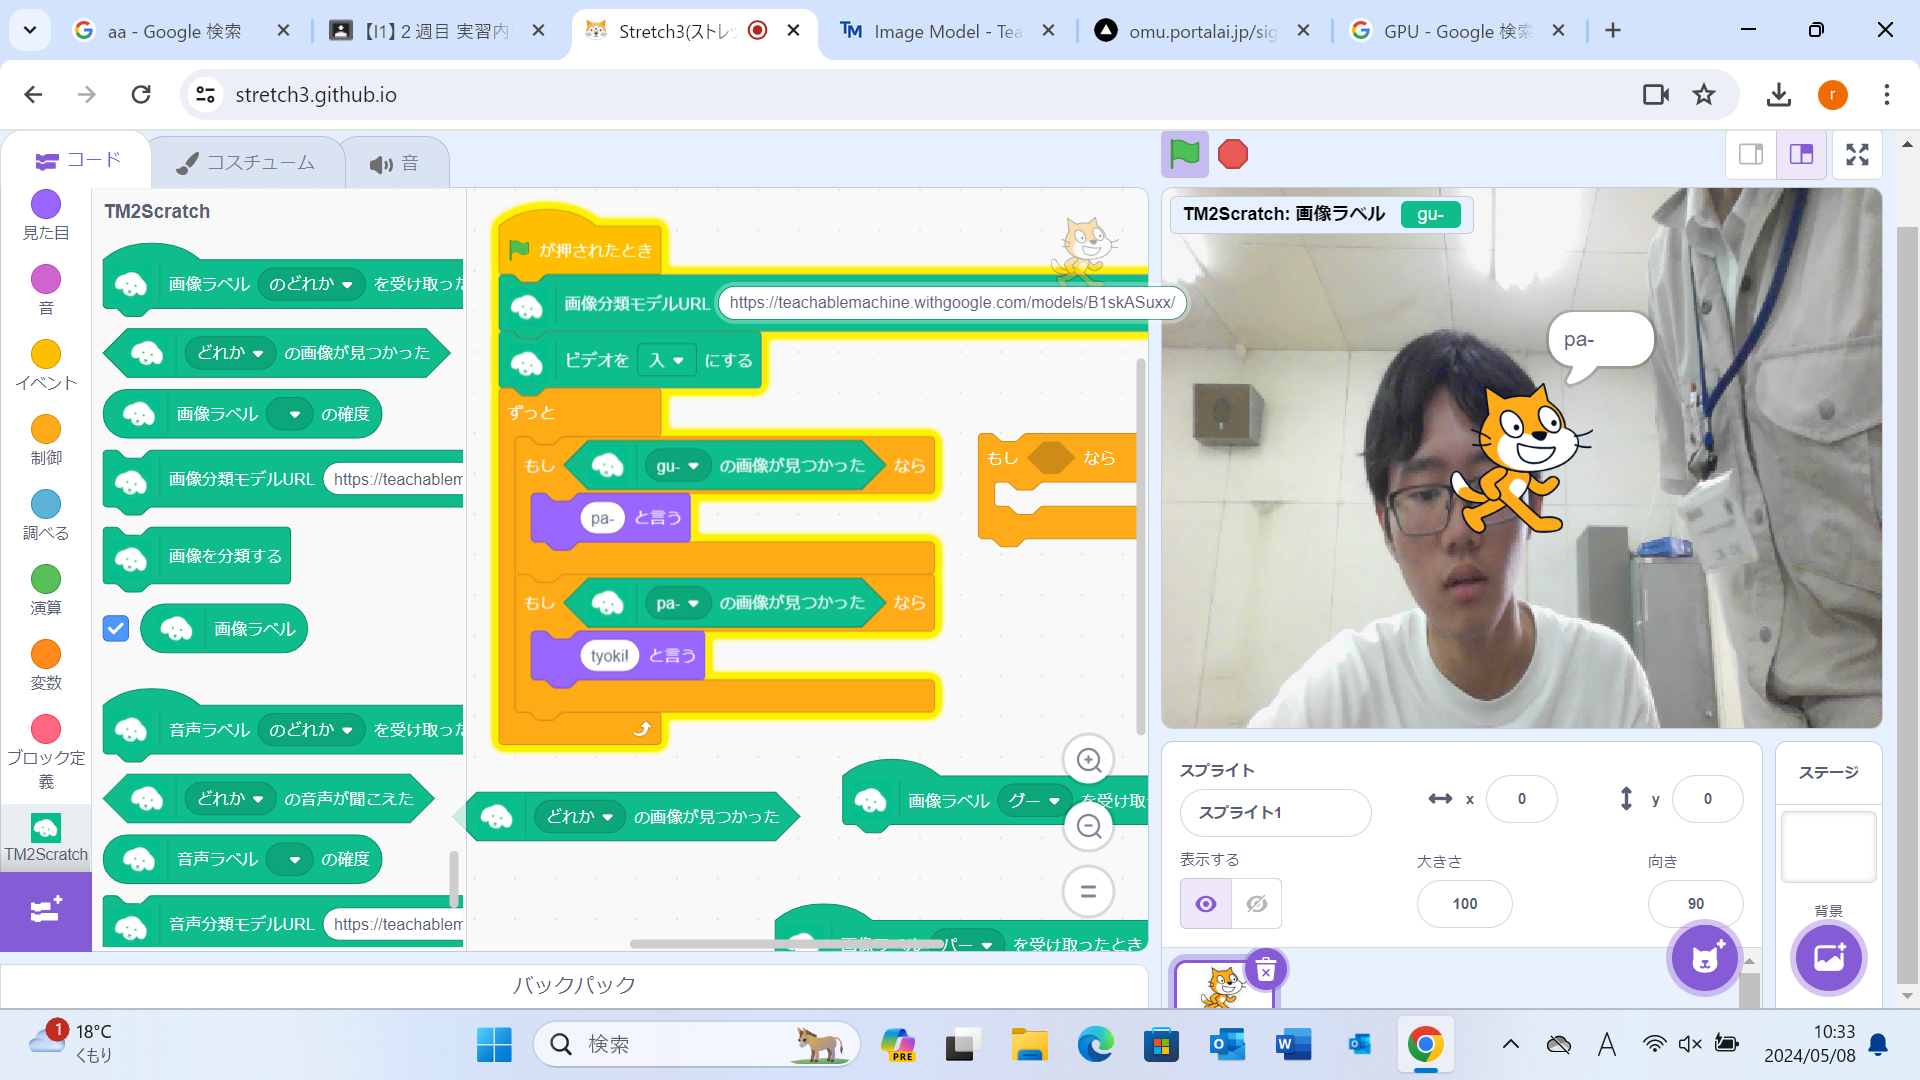 aa - Google 検索
【I1】2 週目 実習内
Stretch3(ストレッ
TM Image Model - Tea
omu.portalai.jp/sig
GPU - Google 検索
stretch3.github.io
r
コード
コスチューム
音
見た目
音
イベント
制御
調べる
演算
変数
ブロック定義
TM2Scratch
TM2Scratch
画像ラベル のどれか を受け取った
どれか の画像が見つかった
画像ラベル の確度
画像分類モデルURL https://teachablem
画像を分類する
画像ラベル
音声ラベル のどれか を受け取った
どれか の音声が聞こえた
音声ラベル の確度
音声分類モデルURL https://teachablem
が押されたとき
画像分類モデルURL https://teachablemachine.withgoogle.com/models/B1skASuxx/
ビデオを 入 にする
ずっと
もし gu- の画像が見つかった なら
pa- と言う
もし pa- の画像が見つかった なら
tyoki! と言う
もし なら
どれか の画像が見つかった
画像ラベル グー を受け取
画像ラベル パー を受け取ったとき
バックパック
TM2Scratch: 画像ラベル gu-
pa-
スプライト
スプライト1
x 0
y 0
表示する
大きさ
100
向き
90
ステージ
背景
1
18°C
くもり
検索
PRE
A
10:33
2024/05/08